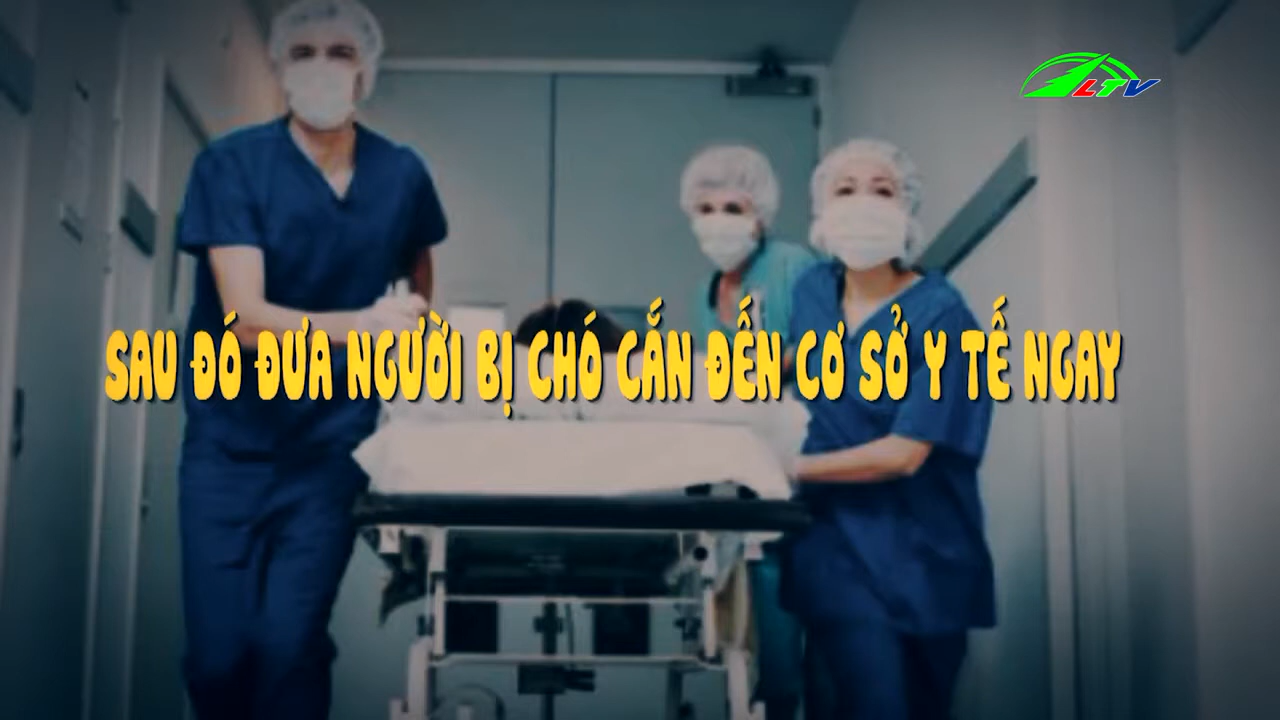 LTV
SAU ĐÓ ĐƯA NGƯỜI BỊ CHÓ CẮN ĐẾN CƠ SỞ Y TẾ NGAY